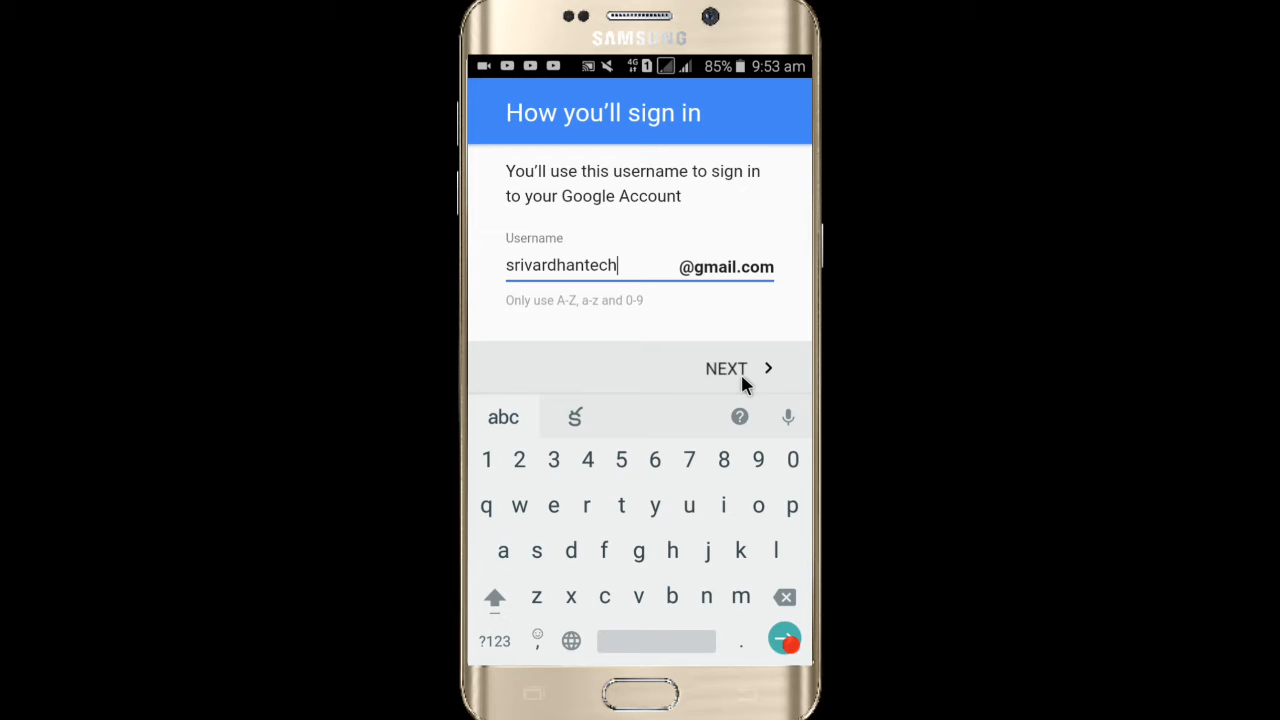 SAMSUNG
4G 1 85% 9:53 am
How you’ll sign in
You’ll use this username to sign in
to your Google Account
Username
srivardhantech @gmail.com
Only use A-Z, a-z and 0-9
NEXT
abc క
1 2 3 4 5 6 7 8 9 0
q w e r t y u i o p
a s d f g h j k l
z x c v b n m
?123 , .